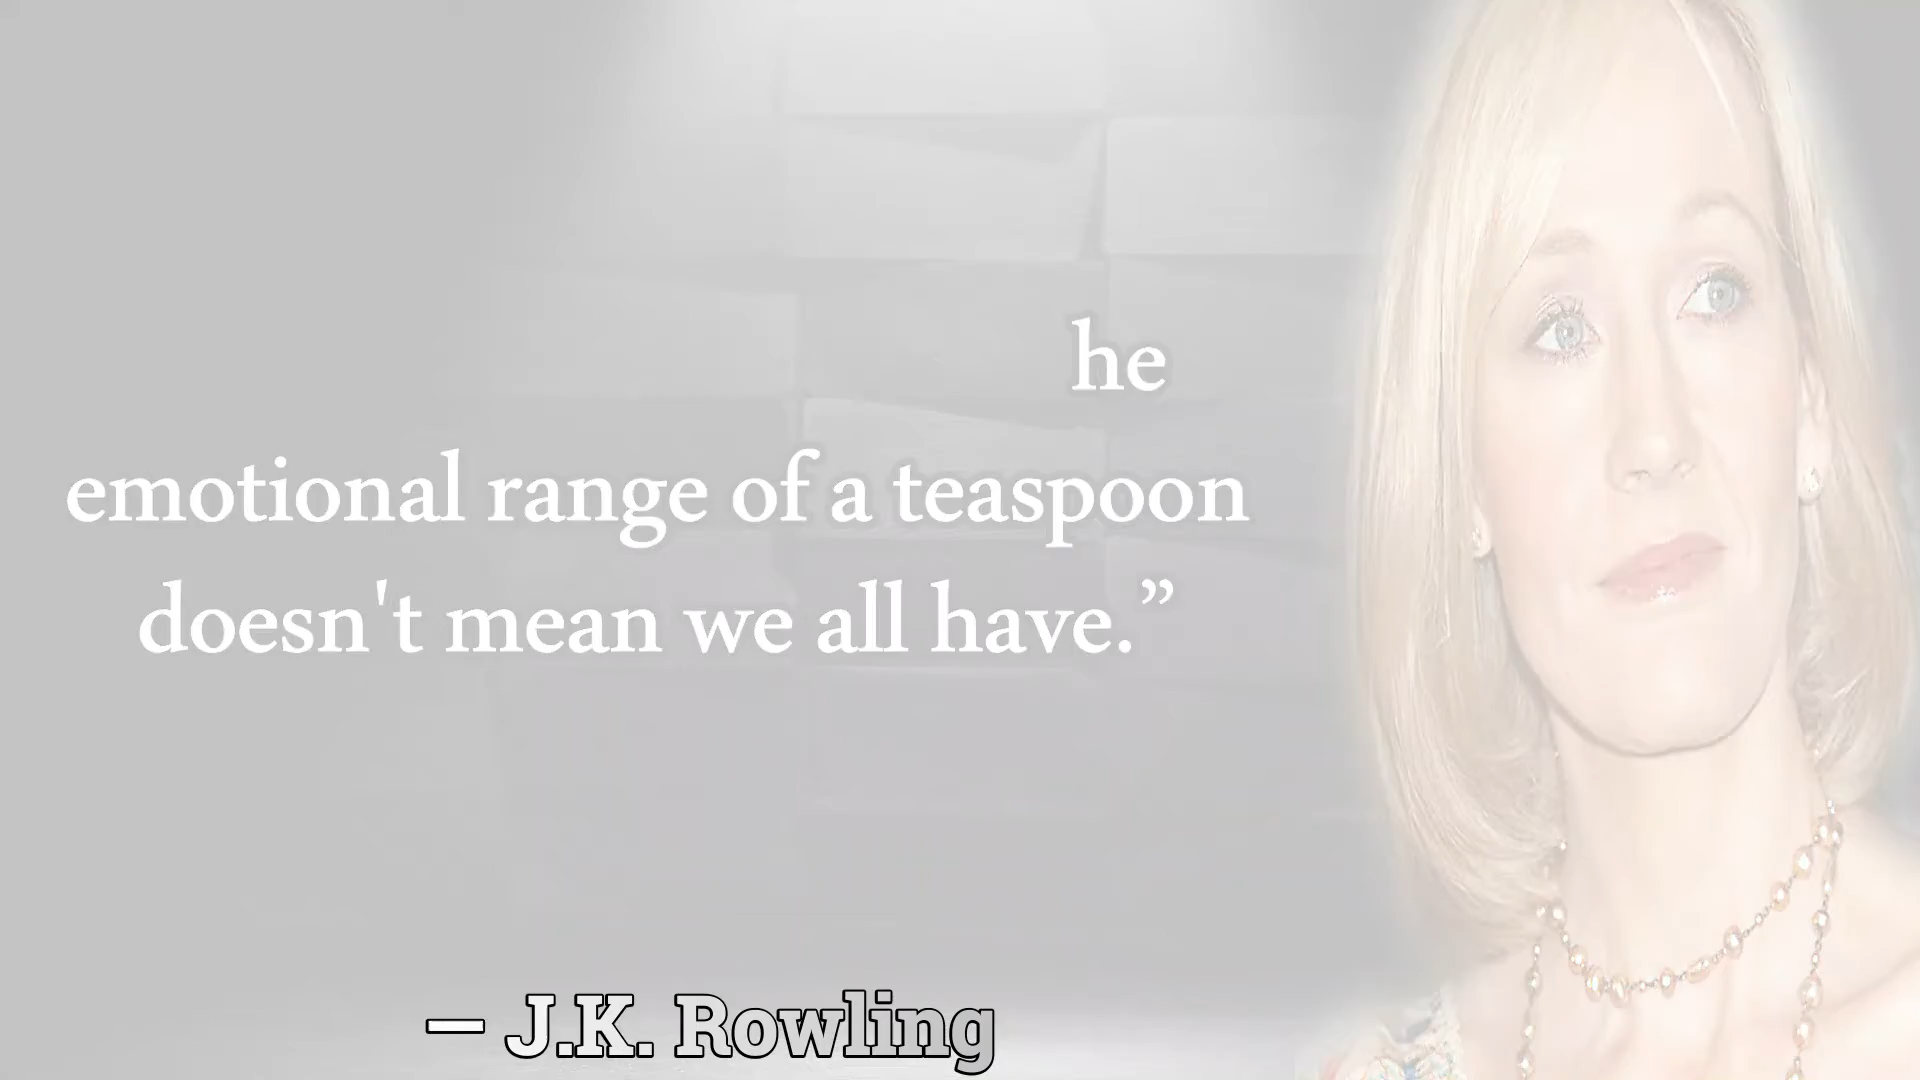 he
emotional range of a teaspoon
doesn't mean we all have.”
— J.K. Rowling